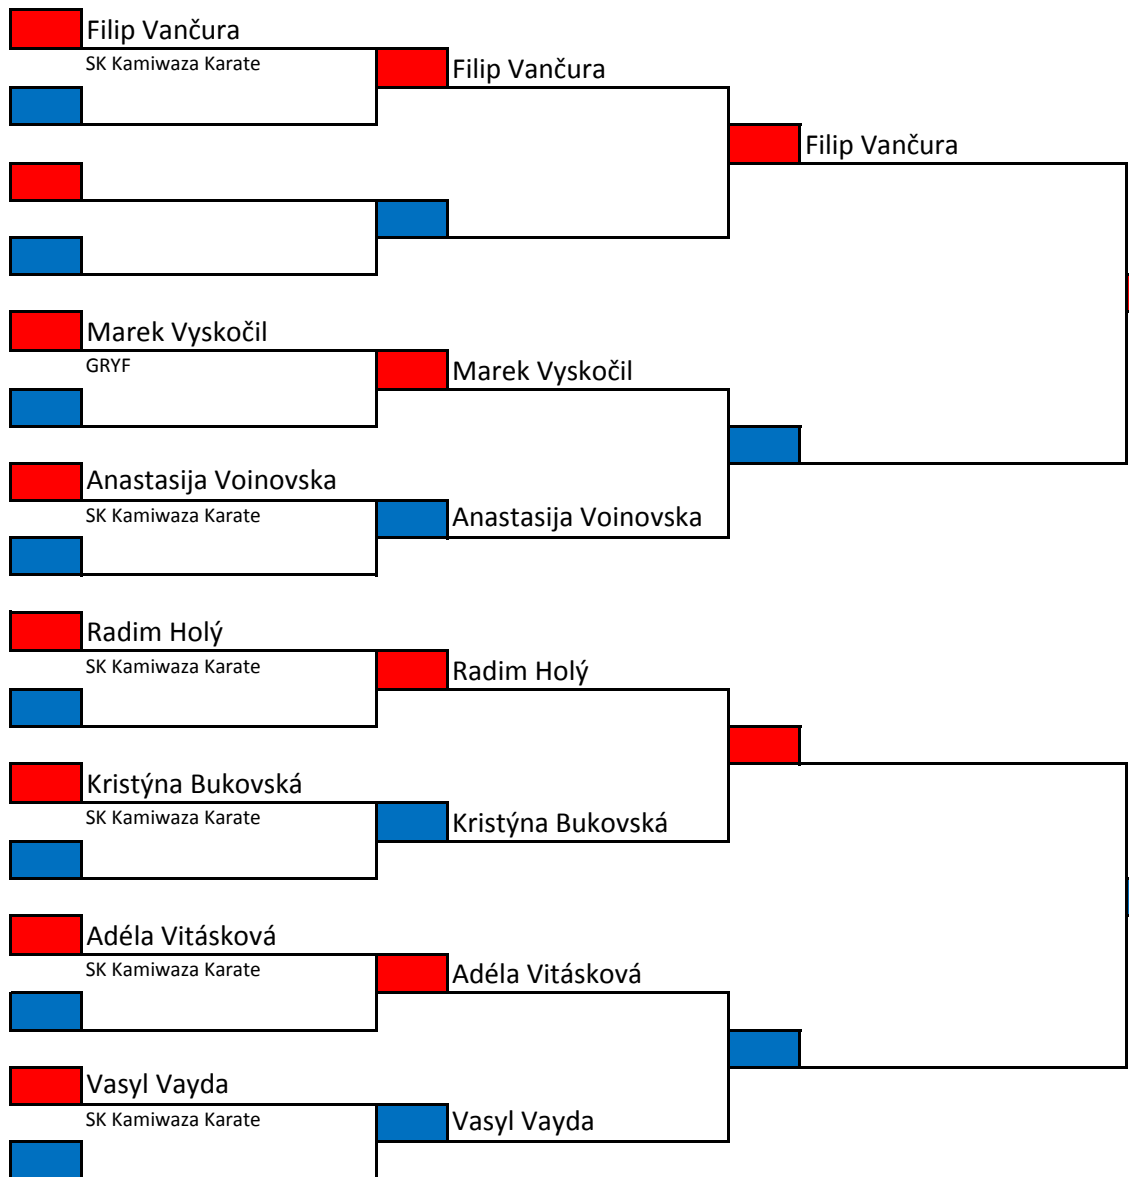 Filip Vančura
SK Kamiwaza Karate
Filip Vančura
Filip Vančura
Marek Vyskočil
GRYF
Marek Vyskočil
Anastasija Voinovska
SK Kamiwaza Karate
Anastasija Voinovska
Radim Holý
SK Kamiwaza Karate
Radim Holý
Kristýna Bukovská
SK Kamiwaza Karate
Kristýna Bukovská
Adéla Vitásková
SK Kamiwaza Karate
Adéla Vitásková
Vasyl Vayda
SK Kamiwaza Karate
Vasyl Vayda